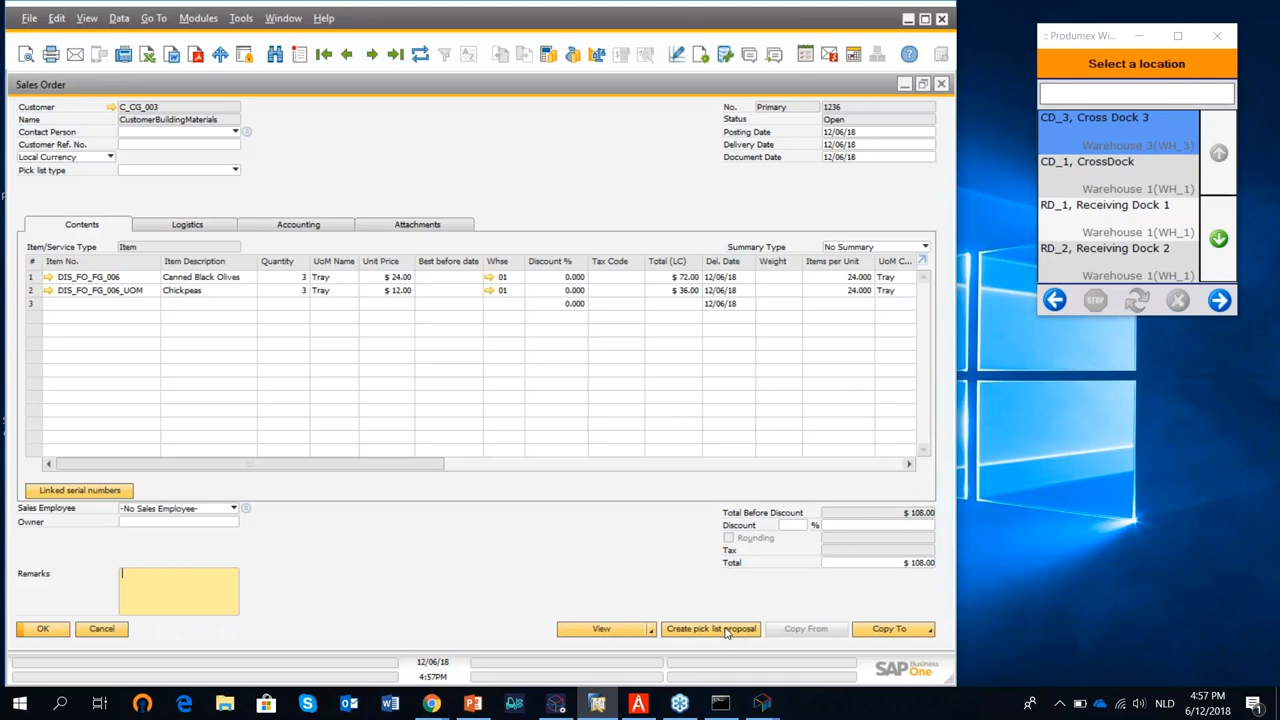 File Edit View Data Go To Modules Tools Window Help
Sales Order
Customer C_CG_003
Name CustomerBuildingMaterials
Contact Person
Customer Ref. No.
Local Currency
Pick list type
No. Primary 1236
Status Open
Posting Date 12/06/18
Delivery Date 12/06/18
Document Date 12/06/18
Contents Logistics Accounting Attachments
Item/Service Type Item Summary Type No Summary
# Item No. Item Description Quantity UoM Name Unit Price Best before date Whse Discount % Tax Code Total (LC) Del. Date Weight Items per Unit UoM C...
1 DIS_FO_FG_006 Canned Black Olives 3 Tray $ 24.00 01 0.000 $ 72.00 12/06/18 24.000 Tray
2 DIS_FO_FG_006_UOM Chickpeas 3 Tray $ 12.00 01 0.000 $ 36.00 12/06/18 24.000 Tray
3 0.000 12/06/18
Linked serial numbers
Sales Employee -No Sales Employee-
Owner
Remarks
Total Before Discount $ 108.00
Discount %
Rounding
Tax
Total $ 108.00
OK Cancel View Create pick list proposal Copy From Copy To
12/06/18
4:57PM
SAP Business One
:: Produmex Wi...
Select a location
CD_3, Cross Dock 3
Warehouse 3(WH_3)
CD_1, CrossDock
Warehouse 1(WH_1)
RD_1, Receiving Dock 1
Warehouse 1(WH_1)
RD_2, Receiving Dock 2
Warehouse 1(WH_1)
STOP
NLD
4:57 PM
6/12/2018